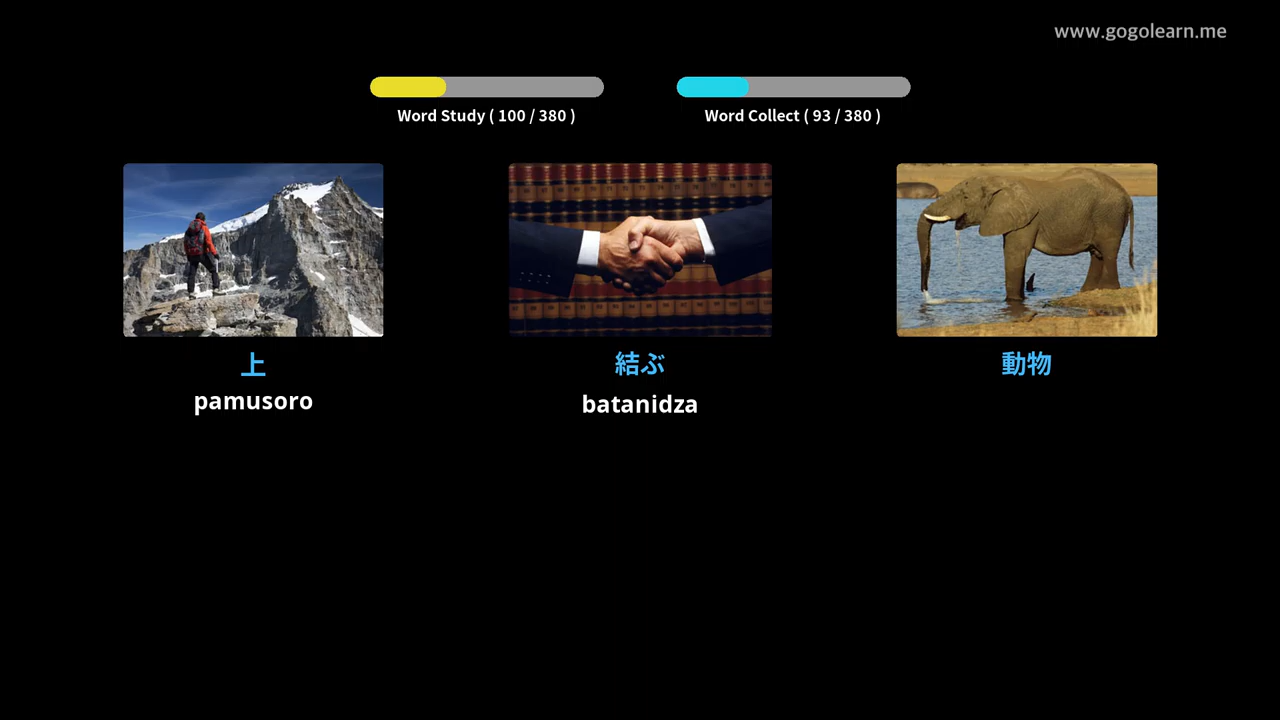 www.gogolearn.me
Word Study ( 100 / 380 )
Word Collect ( 93 / 380 )
上
pamusoro
結ぶ
batanidza
動物